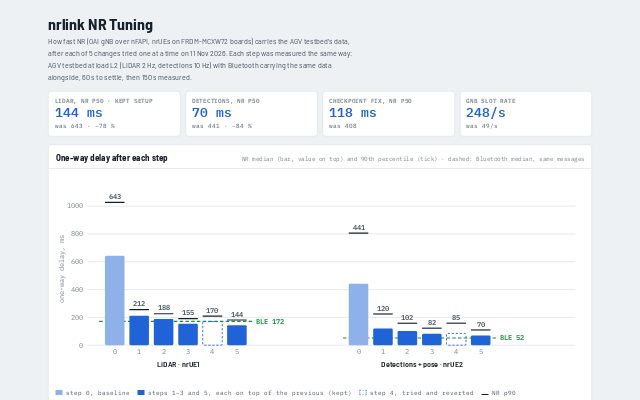 nrlink NR Tuning
How fast NR (OAI gNB over nFAPI, nrUEs on FRDM-MCXW72 boards) carries the AGV testbed's data,
after each of 5 changes tried one at a time on 11 Nov 2026. Each step was measured the same way:
AGV testbed at load L2 (LiDAR 2 Hz, detections 10 Hz) with Bluetooth carrying the same data
alongside, 60 s to settle, then 150 s measured.
LIDAR, NR P50 · KEPT SETUP
144 ms
was 643 · −78 %
DETECTIONS, NR P50
70 ms
was 441 · −84 %
CHECKPOINT FIX, NR P50
118 ms
was 408
GNB SLOT RATE
248/s
was 49/s
One-way delay after each step
NR median (bar, value on top) and 90th percentile (tick) · dashed: Bluetooth median, same messages
one-way delay, ms
1000
800
600
400
200
0
643
212
188
155
170
144
BLE 172
0 1 2 3 4 5
LiDAR · nrUE1
441
120
102
82
85
70
BLE 52
0 1 2 3 4 5
Detections + pose · nrUE2
step 0, baseline
steps 1–3 and 5, each on top of the previous (kept)
step 4, tried and reverted
NR p90